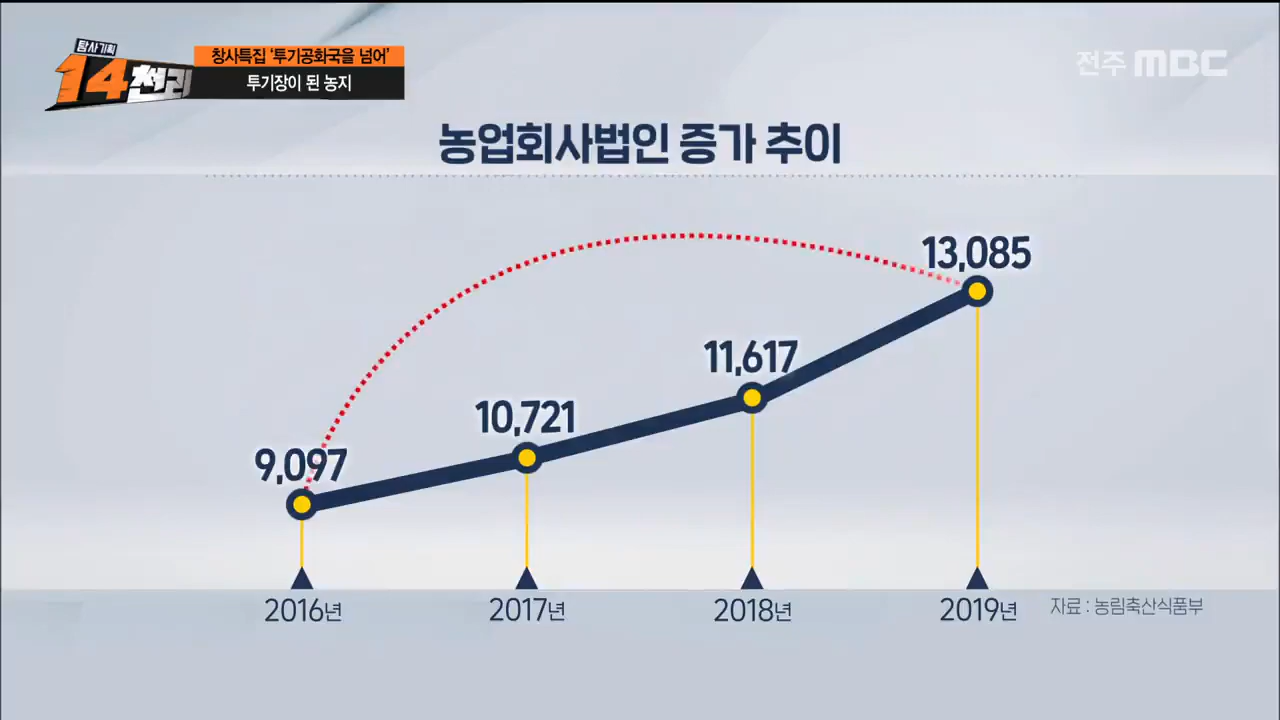 탐사기획
창사특집 '투기공화국을 넘어'
14천리
투기장이 된 농지
전주 MBC
농업회사법인 증가 추이
13,085
11,617
10,721
9,097
2016년
2017년
2018년
2019년
자료 : 농림축산식품부